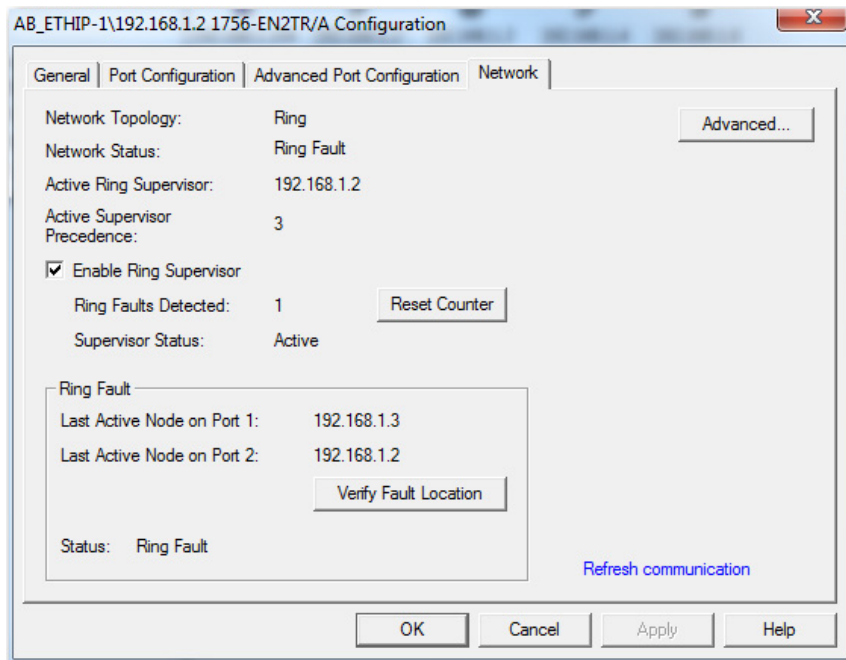 AB_ETHIP-1\192.168.1.2 1756-EN2TR/A Configuration
General Port Configuration Advanced Port Configuration Network
Network Topology: Ring
Advanced...
Network Status: Ring Fault
Active Ring Supervisor: 192.168.1.2
Active Supervisor
Precedence: 3
Enable Ring Supervisor
Ring Faults Detected: 1 Reset Counter
Supervisor Status: Active
Ring Fault
Last Active Node on Port 1: 192.168.1.3
Last Active Node on Port 2: 192.168.1.2
Verify Fault Location
Status: Ring Fault
Refresh communication
OK Cancel Apply Help